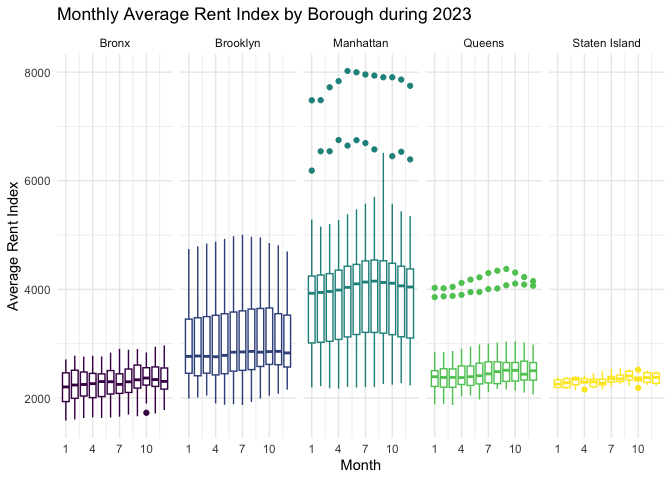 Monthly Average Rent Index by Borough during 2023
Bronx Brooklyn Manhattan Queens Staten Island
Average Rent Index
8000
6000
4000
2000
1 4 7 10 1 4 7 10 1 4 7 10 1 4 7 10 1 4 7 10
Month